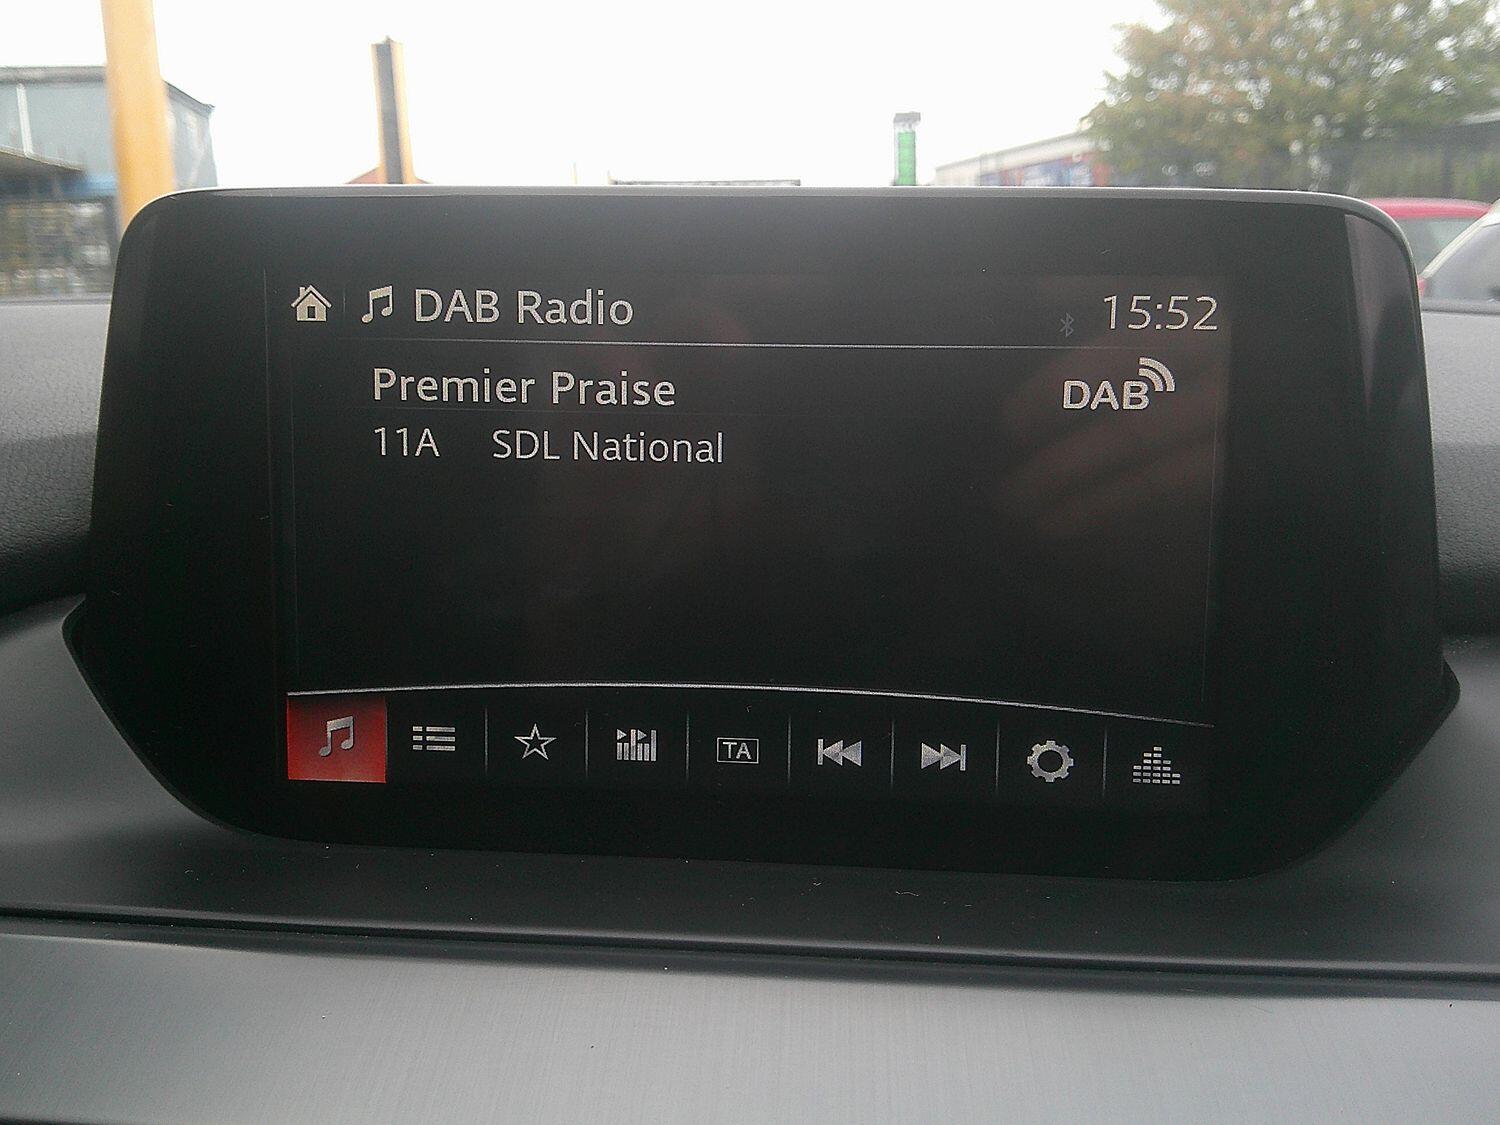 DAB Radio 15:52
Premier Praise DAB
11A SDL National
TA